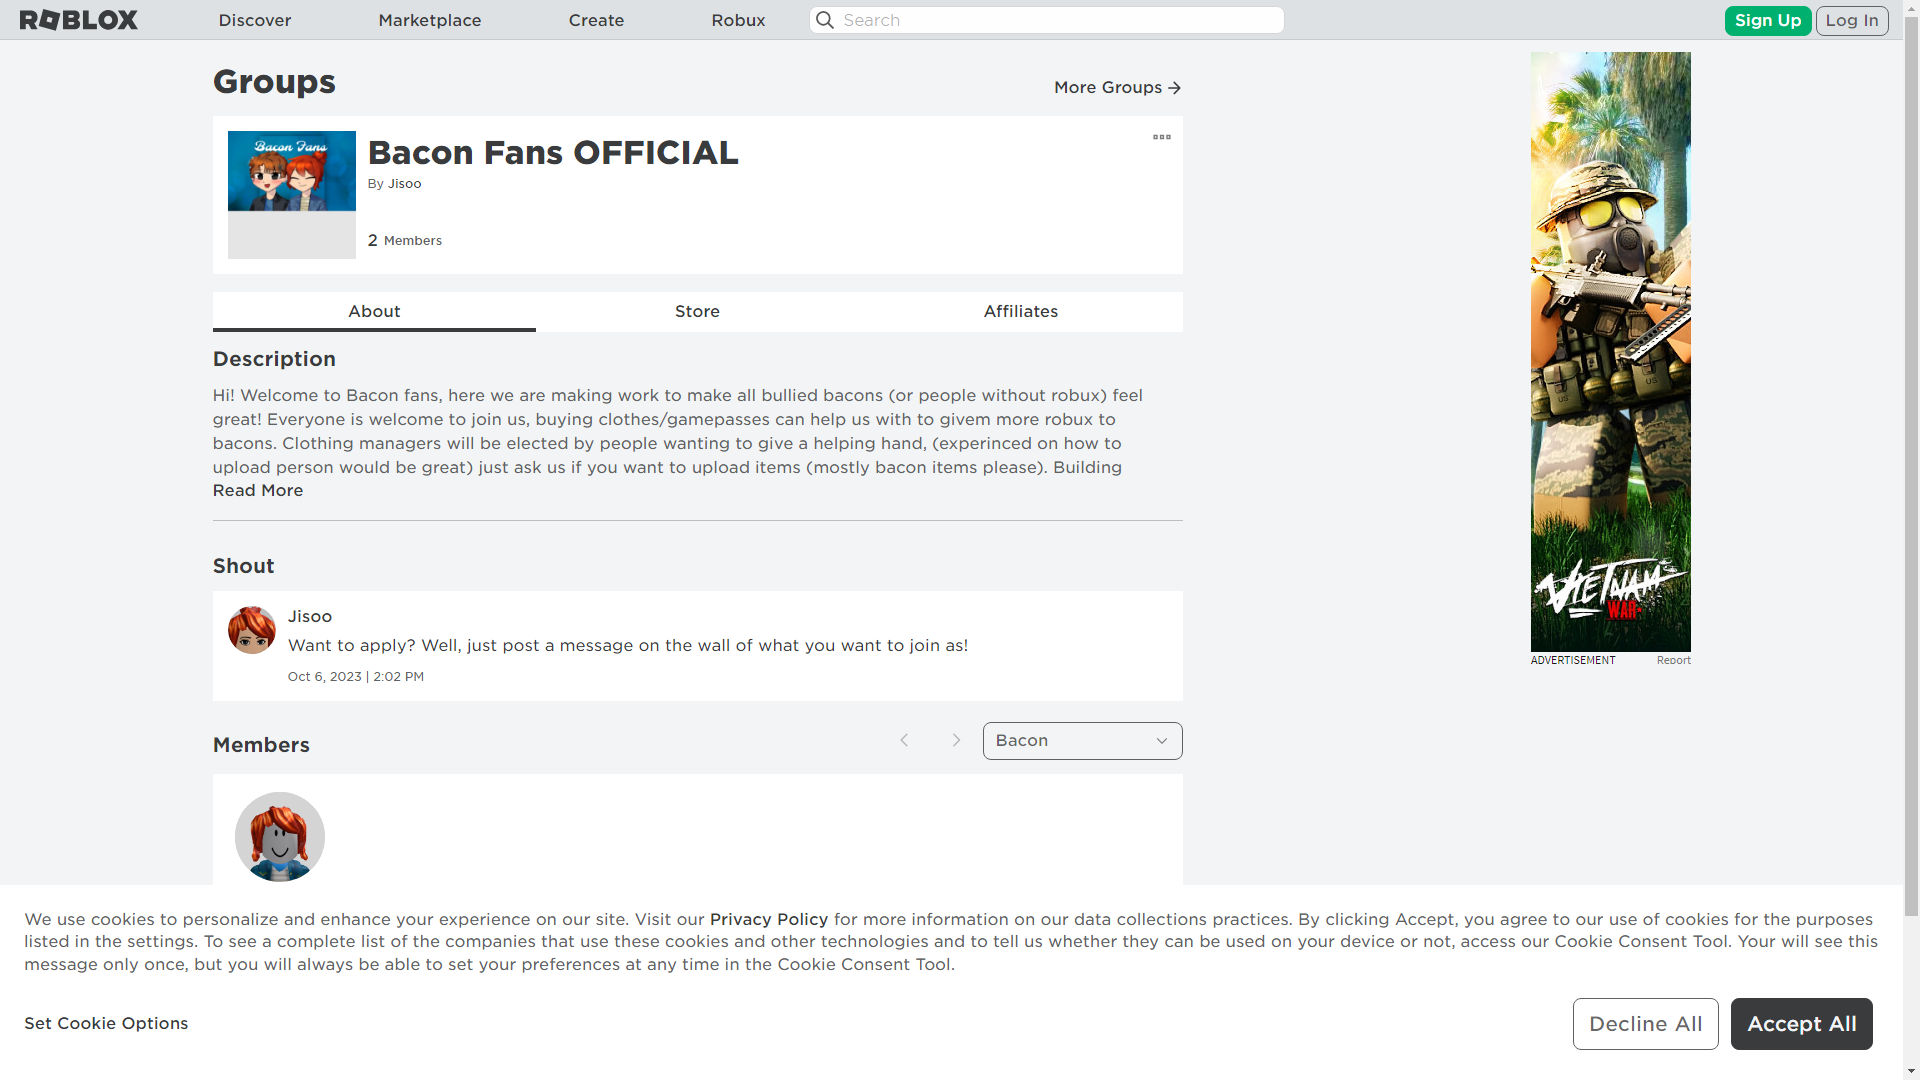 ROBLOX
Discover
Marketplace
Create
Robux
Search
Sign Up
Log In
Groups
More Groups
Bacon Fans
Bacon Fans OFFICIAL
By Jisoo
2 Members
About
Store
Affiliates
Description
Hi! Welcome to Bacon fans, here we are making work to make all bullied bacons (or people without robux) feel
great! Everyone is welcome to join us, buying clothes/gamepasses can help us with to givem more robux to
bacons. Clothing managers will be elected by people wanting to give a helping hand, (experinced on how to
upload person would be great) just ask us if you want to upload items (mostly bacon items please). Building
Read More
Shout
Jisoo
Want to apply? Well, just post a message on the wall of what you want to join as!
Oct 6, 2023 | 2:02 PM
Members
Bacon
US
US
VIETNAM
WAR
ADVERTISEMENT
Report
We use cookies to personalize and enhance your experience on our site. Visit our Privacy Policy for more information on our data collections practices. By clicking Accept, you agree to our use of cookies for the purposes
listed in the settings. To see a complete list of the companies that use these cookies and other technologies and to tell us whether they can be used on your device or not, access our Cookie Consent Tool. Your will see this
message only once, but you will always be able to set your preferences at any time in the Cookie Consent Tool.
Set Cookie Options
Decline All
Accept All